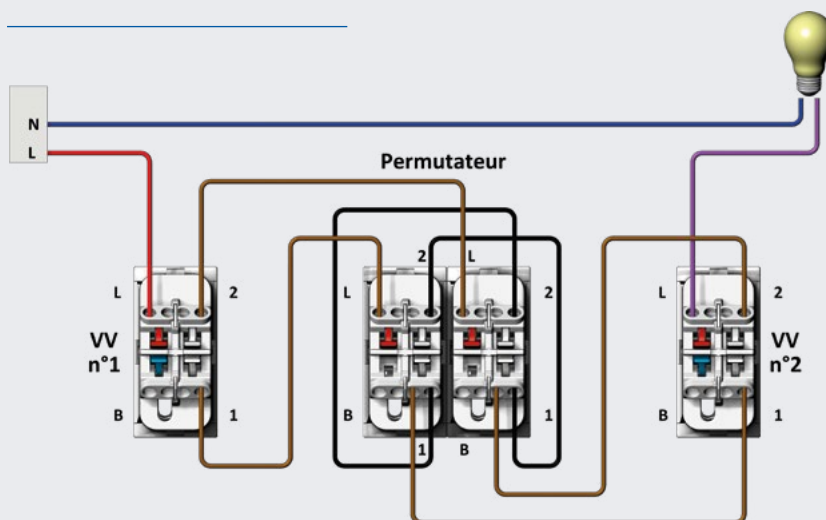 N
L
Permutateur
2 L
L 2 L 2 L 2
VV
n°1
VV
n°2
B 1 B 1 B 1
1 B